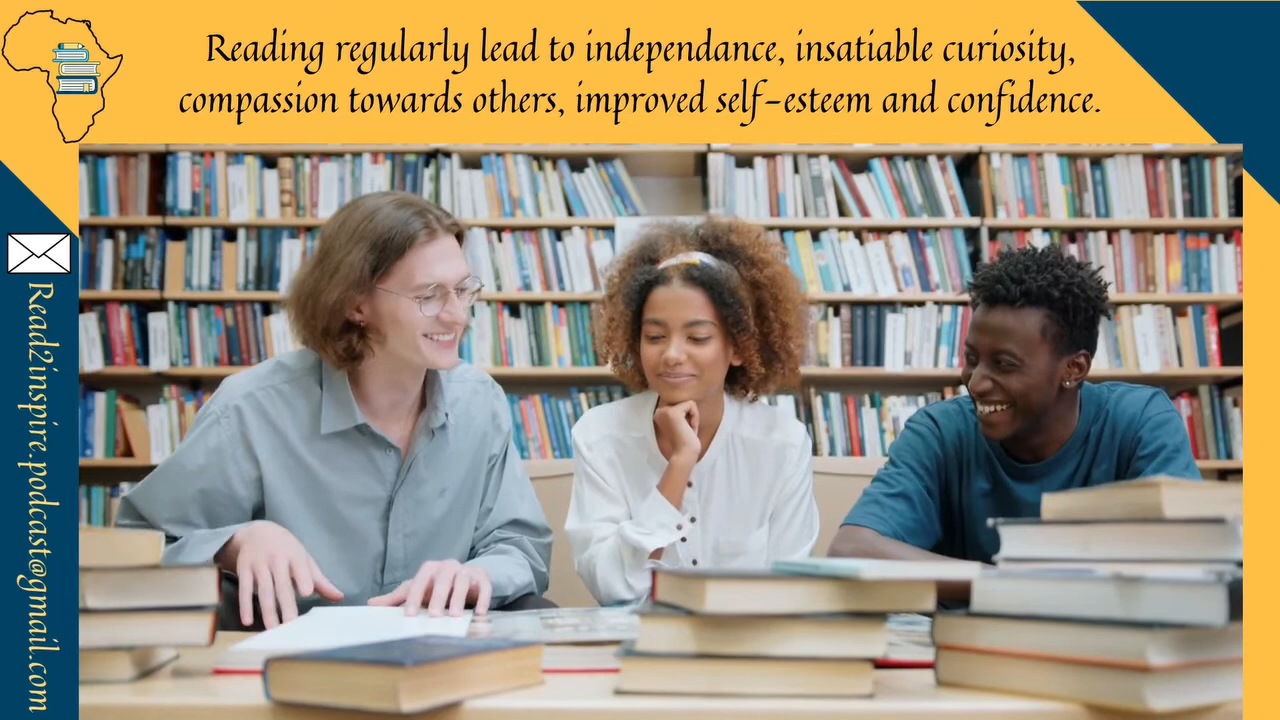 Reading regularly lead to independance, insatiable curiosity,
compassion towards others, improved self-esteem and confidence.
Read2inspire.podcast@gmail.com